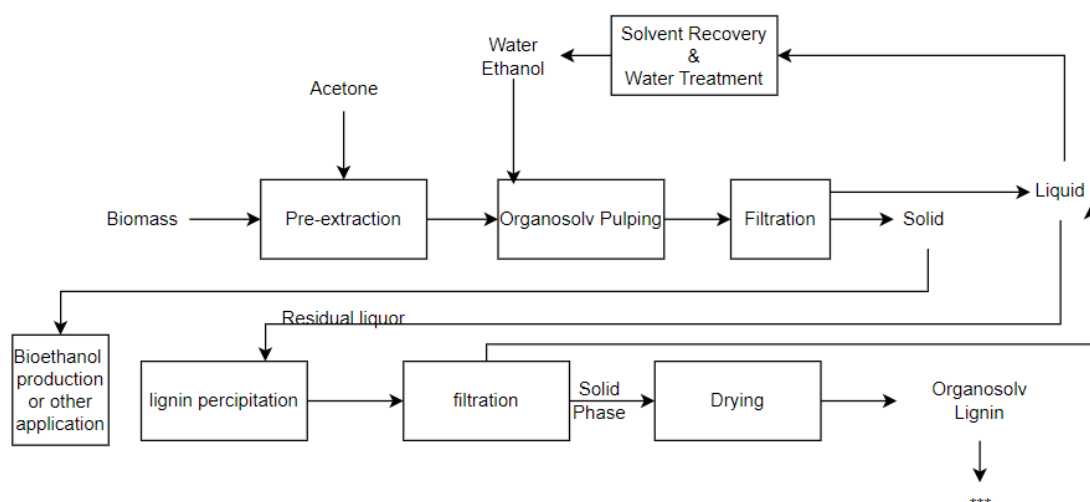 Solvent Recovery
&
Water Treatment
Water
Ethanol
Acetone
Biomass
Pre-extraction
Organosolv Pulping
Filtration
Solid
Liquid
Residual liquor
Bioethanol
production
or other
application
lignin percipitation
filtration
Solid
Phase
Drying
Organosolv
Lignin
***